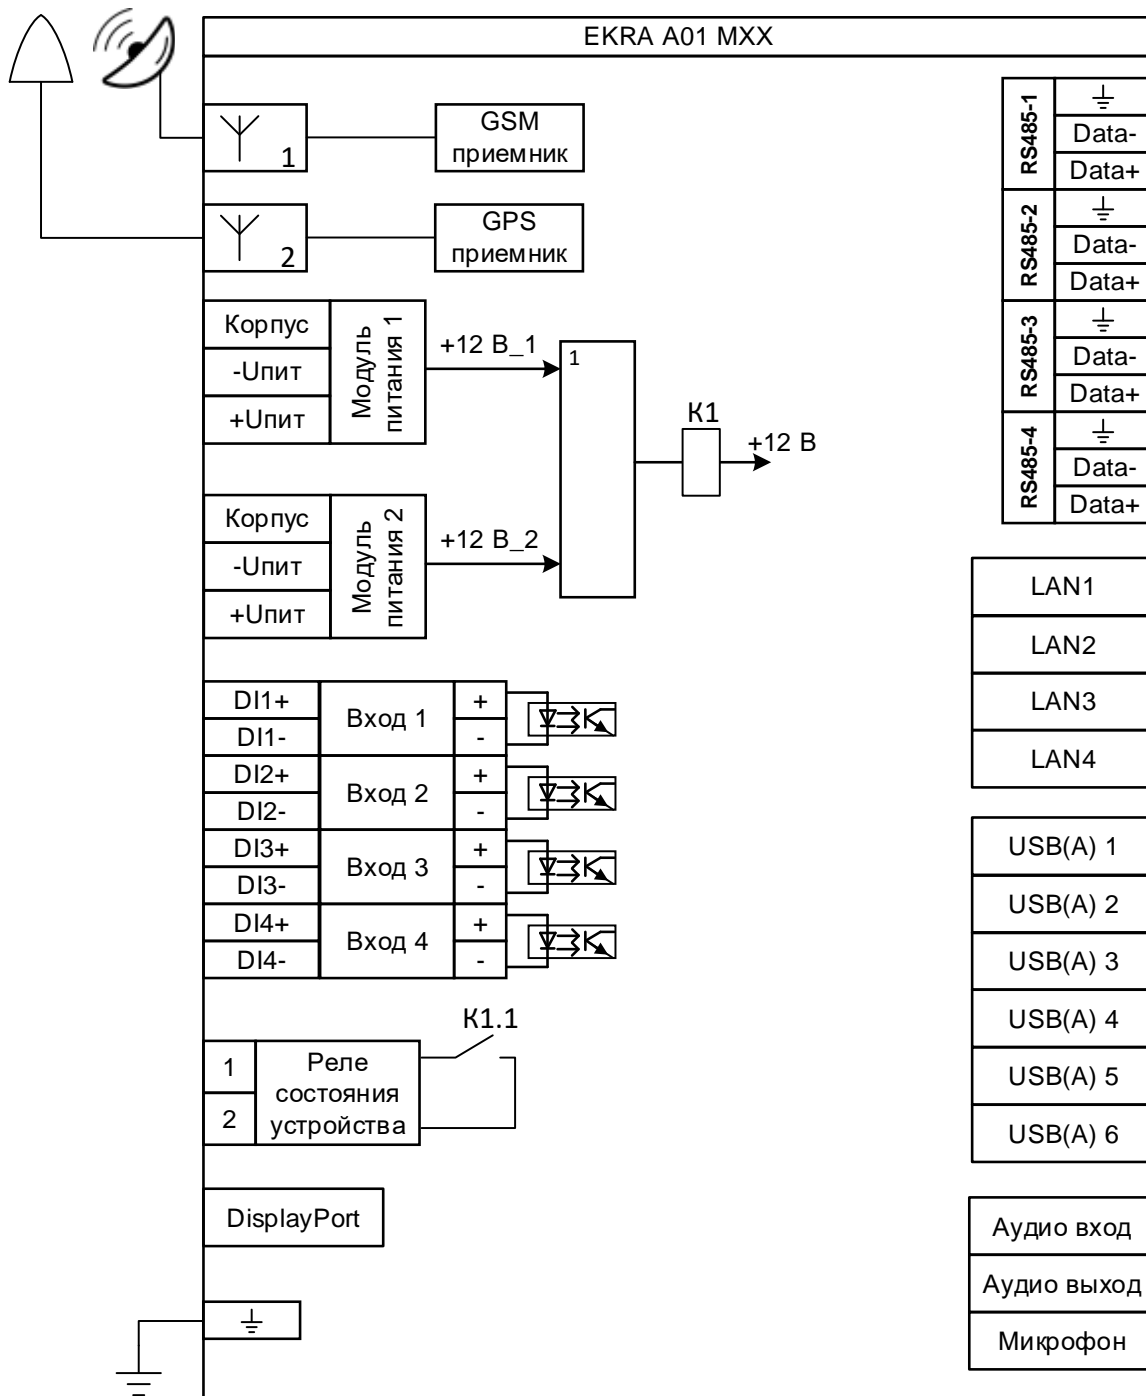 EKRA A01 MXX
1
GSM
приемник
2
GPS
приемник
Корпус
-Uпит
+Uпит
Модуль
питания 1
+12 В_1
1
К1
+12 В
Корпус
-Uпит
+Uпит
Модуль
питания 2
+12 В_2
DI1+
DI1-
Вход 1
+
-
DI2+
DI2-
Вход 2
+
-
DI3+
DI3-
Вход 3
+
-
DI4+
DI4-
Вход 4
+
-
К1.1
1
2
Реле
состояния
устройства
DisplayPort
RS485-1
Data-
Data+
RS485-2
Data-
Data+
RS485-3
Data-
Data+
RS485-4
Data-
Data+
LAN1
LAN2
LAN3
LAN4
USB(A) 1
USB(A) 2
USB(A) 3
USB(A) 4
USB(A) 5
USB(A) 6
Аудио вход
Аудио выход
Микрофон